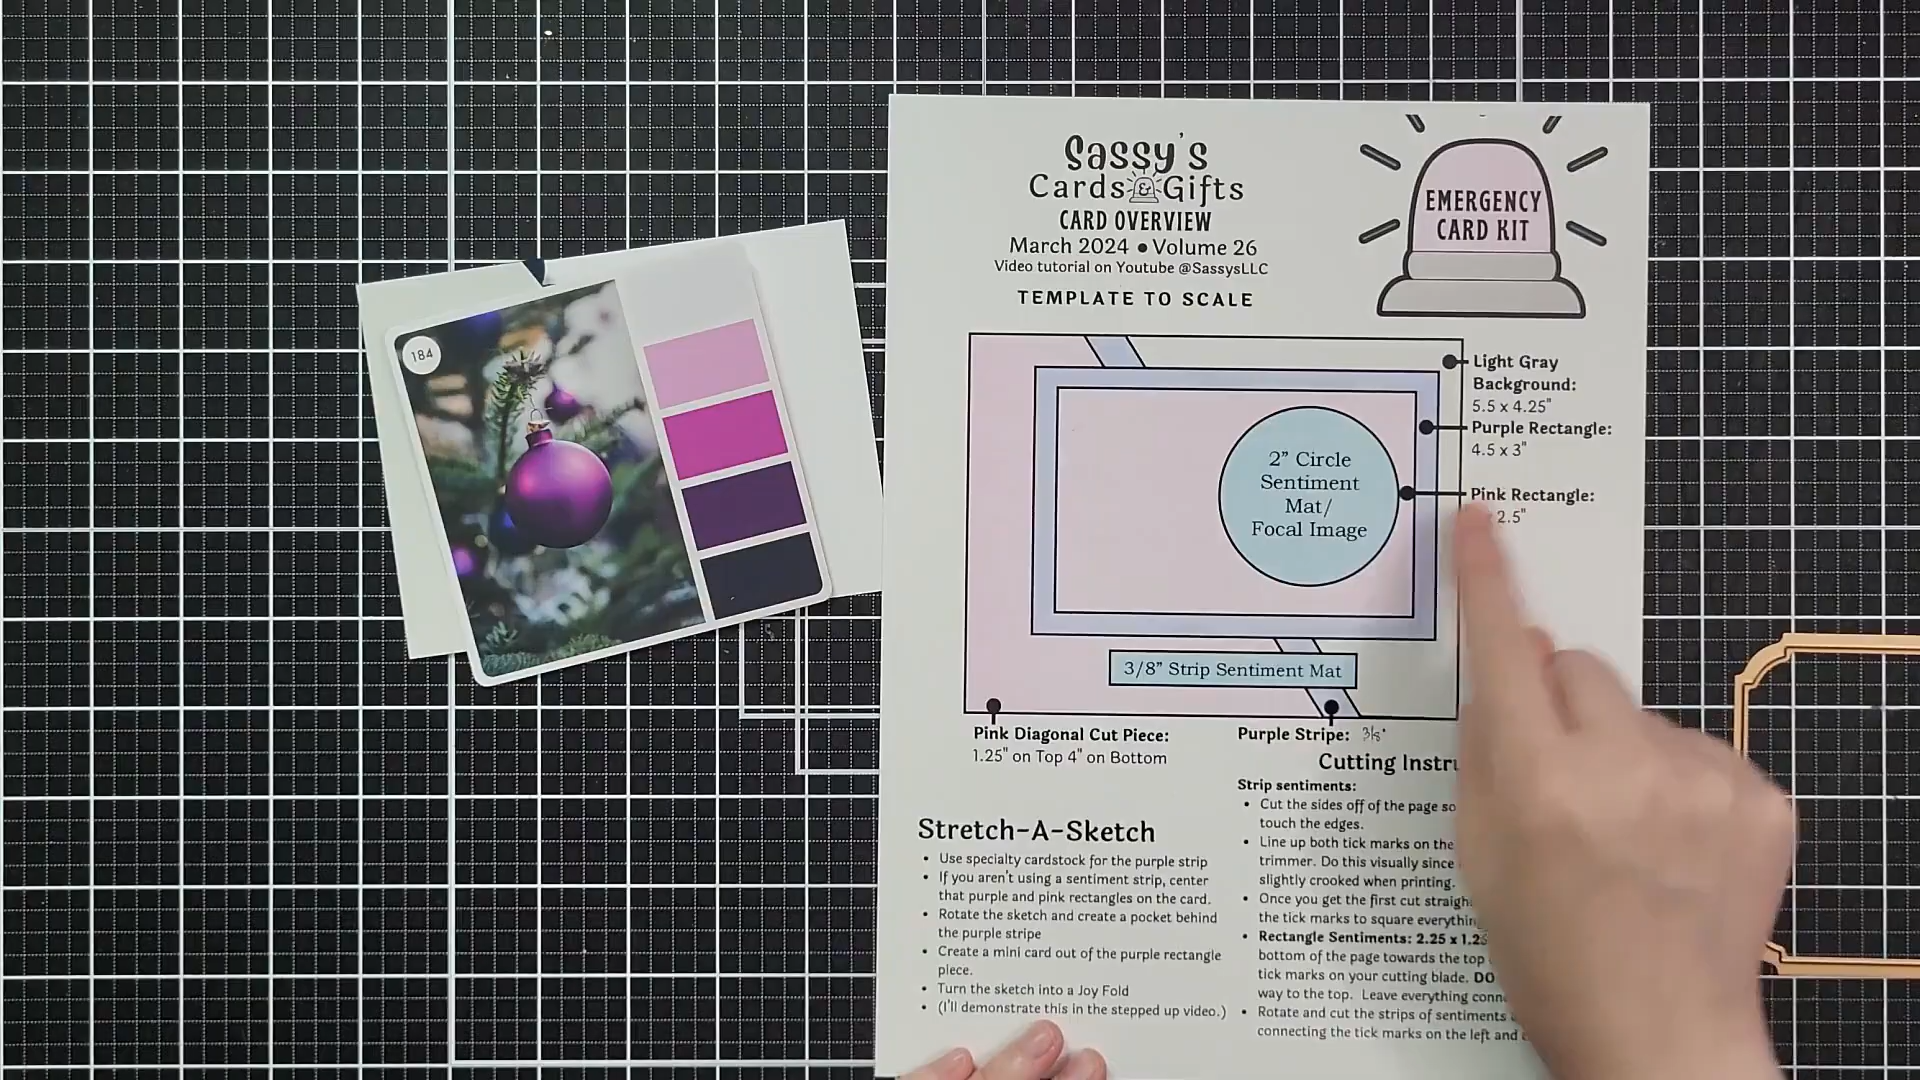 184
Sassy's
Cards & Gifts
CARD OVERVIEW
March 2024 • Volume 26
Video tutorial on Youtube @SassysLLC
TEMPLATE TO SCALE
EMERGENCY
CARD KIT
Light Gray
Background:
5.5 x 4.25"
Purple Rectangle:
4.5 x 3"
Pink Rectangle:
2.5"
2” Circle
Sentiment
Mat/
Focal Image
3/8” Strip Sentiment Mat
Pink Diagonal Cut Piece:
1.25" on Top 4" on Bottom
Purple Stripe: 3/8"
Stretch-A-Sketch
• Use specialty cardstock for the purple strip
• If you aren't using a sentiment strip, center
that purple and pink rectangles on the card.
• Rotate the sketch and create a pocket behind
the purple stripe
• Create a mini card out of the purple rectangle
piece.
• Turn the sketch into a Joy Fold
• (I'll demonstrate this in the stepped up video.)
Cutting
Strip sentiments:
• Cut the sides off of the page so
touch the edges.
• Line up both tick marks on the
trimmer. Do this visually since
slightly crooked when printing.
• Once you get the first cut
the tick marks to square
• Rectangle Sentiments: 2.25 x
bottom of the page towards the top
tick marks on your cutting blade. DO
way to the top. Leave everything
• Rotate and cut the strips of sentiments
connecting the tick marks on the left and